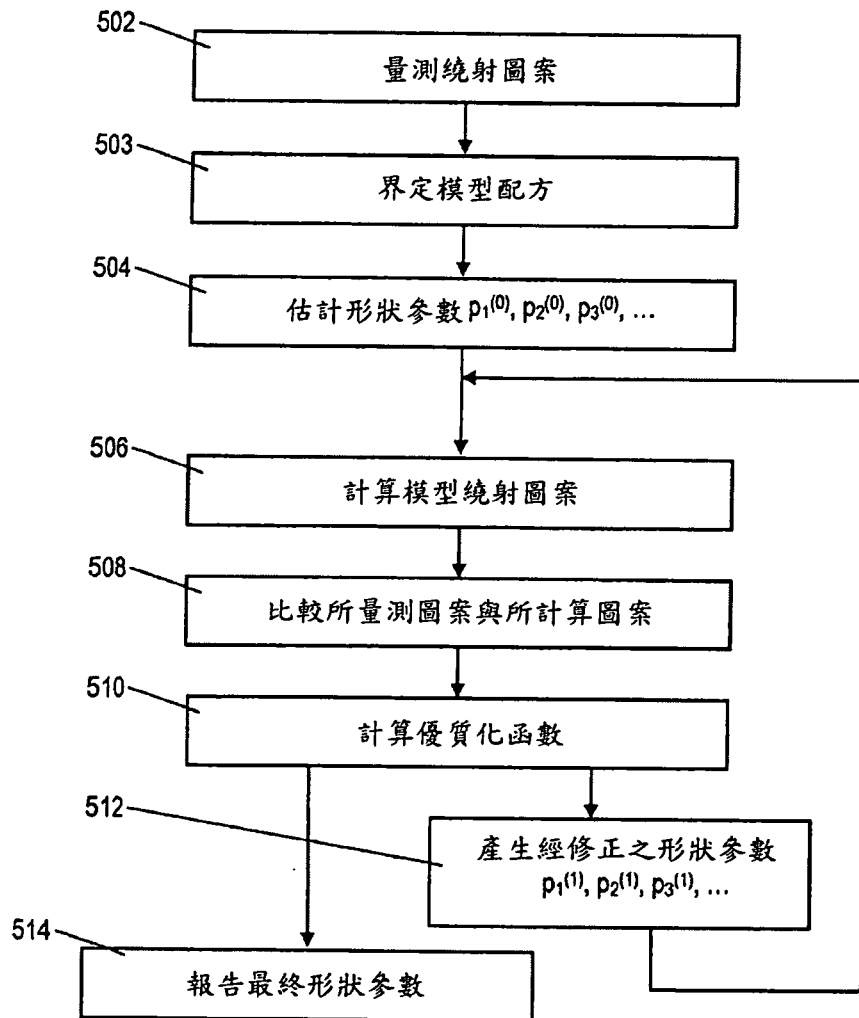 502
量測繞射圖案
503
界定模型配方
504
估計形狀參數 p₁⁽⁰⁾, p₂⁽⁰⁾, p₃⁽⁰⁾, ...
506
計算模型繞射圖案
508
比較所量測圖案與所計算圖案
510
計算優質化函數
512
產生經修正之形狀參數
p₁⁽¹⁾, p₂⁽¹⁾, p₃⁽¹⁾, ...
514
報告最終形狀參數